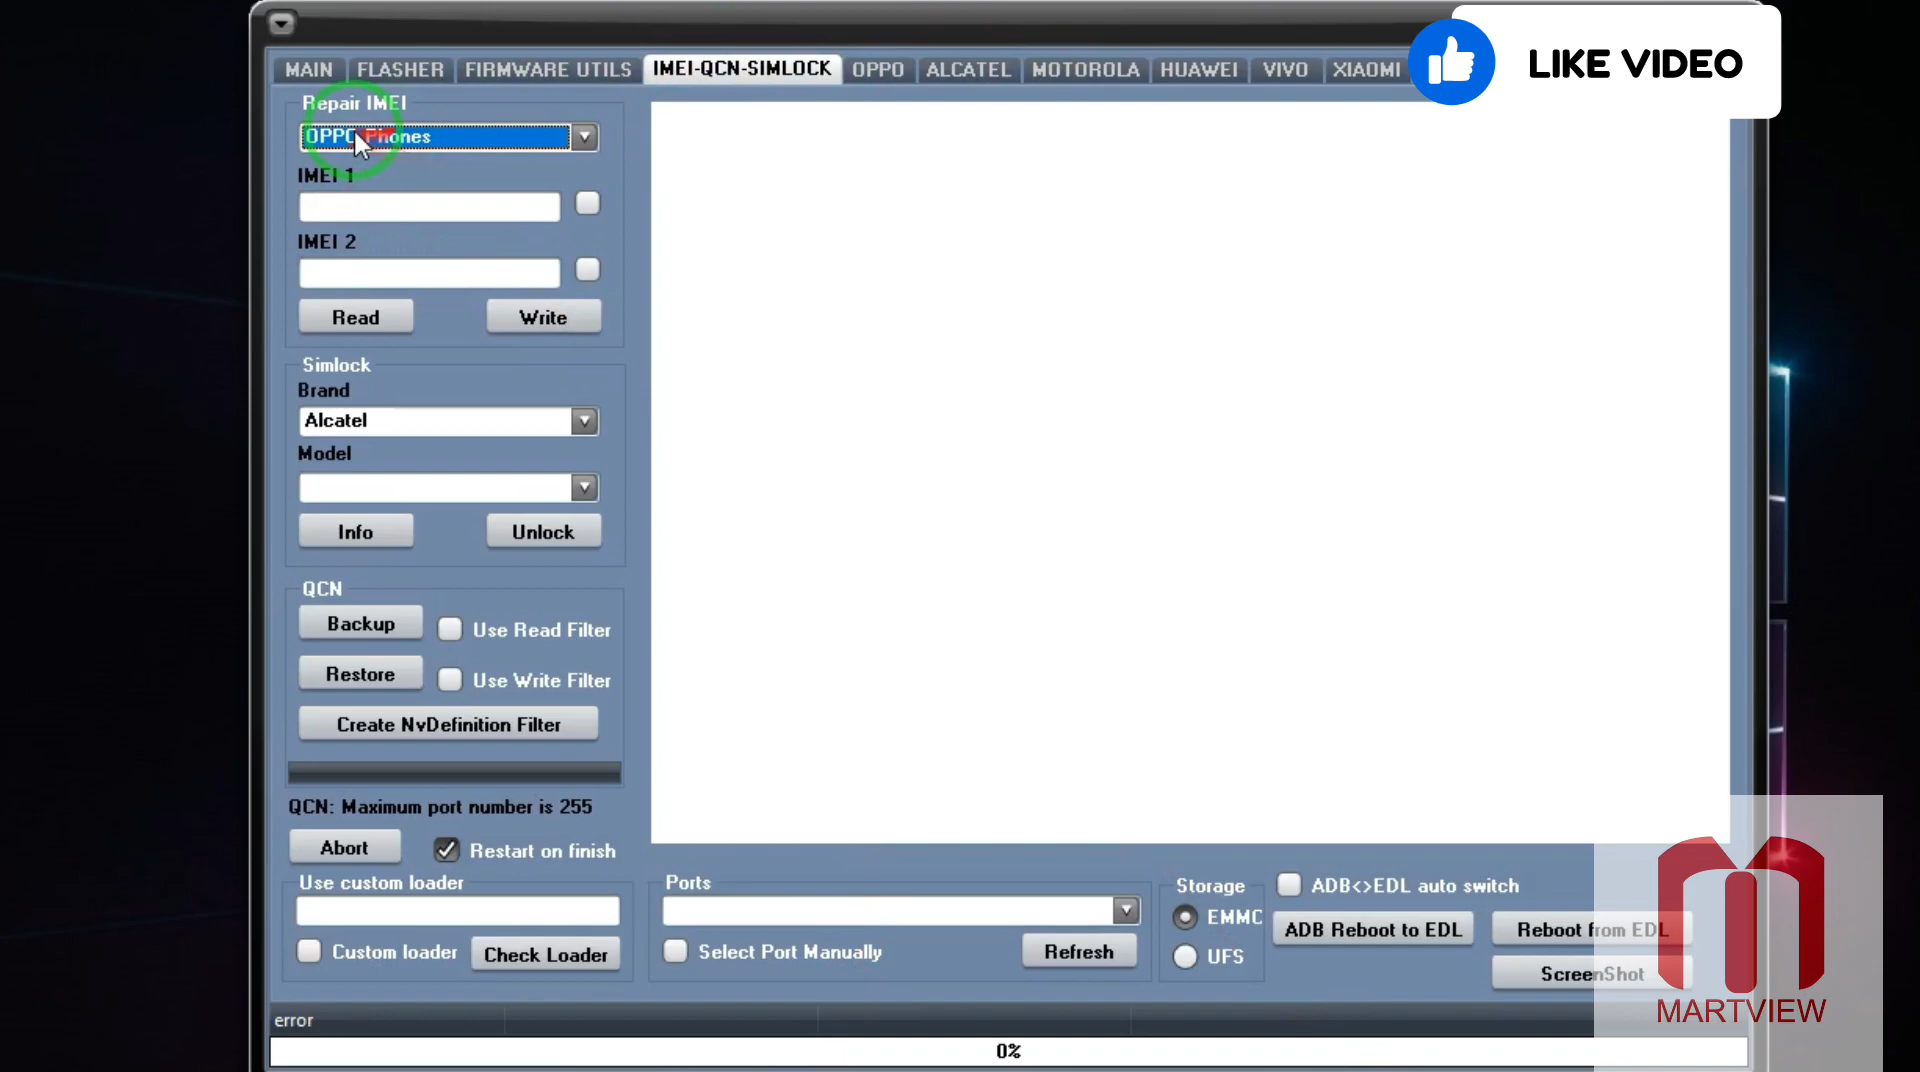 LIKE VIDEO
MAIN FLASHER FIRMWARE UTILS IMEI-QCN-SIMLOCK OPPO ALCATEL MOTOROLA HUAWEI VIVO XIAOMI
Repair IMEI
OPPO Phones
IMEI 1
IMEI 2
Read Write
Simlock
Brand
Alcatel
Model
Info Unlock
QCN
Backup Use Read Filter
Restore Use Write Filter
Create NvDefinition Filter
QCN: Maximum port number is 255
Abort Restart on finish
Use custom loader
Custom loader Check Loader
Ports
Select Port Manually Refresh
Storage
EMMC
UFS
ADB<>EDL auto switch
ADB Reboot to EDL Reboot from EDL
ScreenShot
MARTVIEW
error
0%